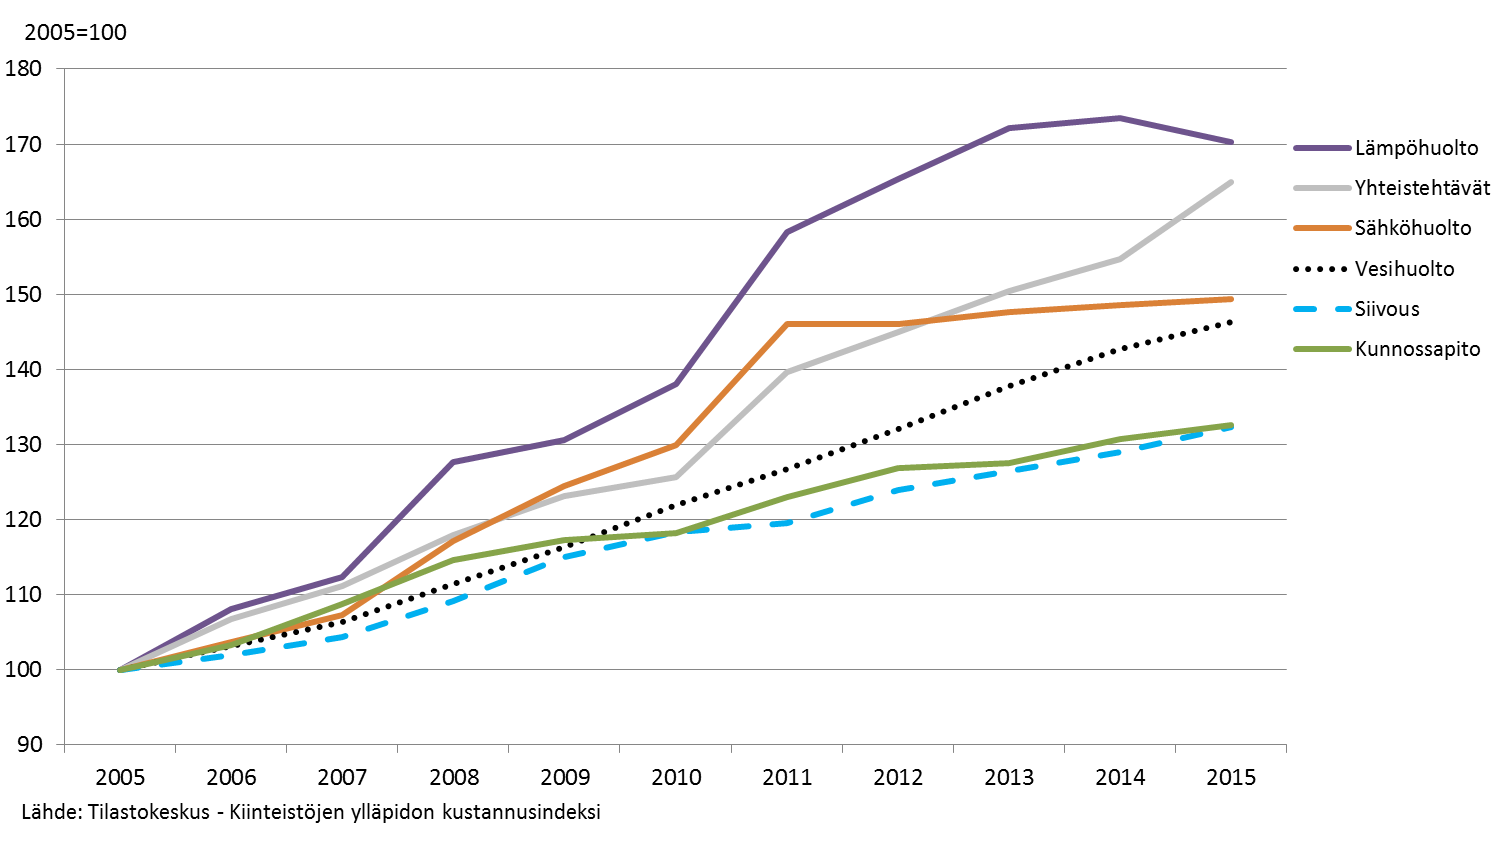 2005=100
180
170
160
150
140
130
120
110
100
90
2005 2006 2007 2008 2009 2010 2011 2012 2013 2014 2015
Lämpöhuolto
Yhteistehtävät
Sähköhuolto
Vesihuolto
Siivous
Kunnossapito
Lähde: Tilastokeskus - Kiinteistöjen ylläpidon kustannusindeksi